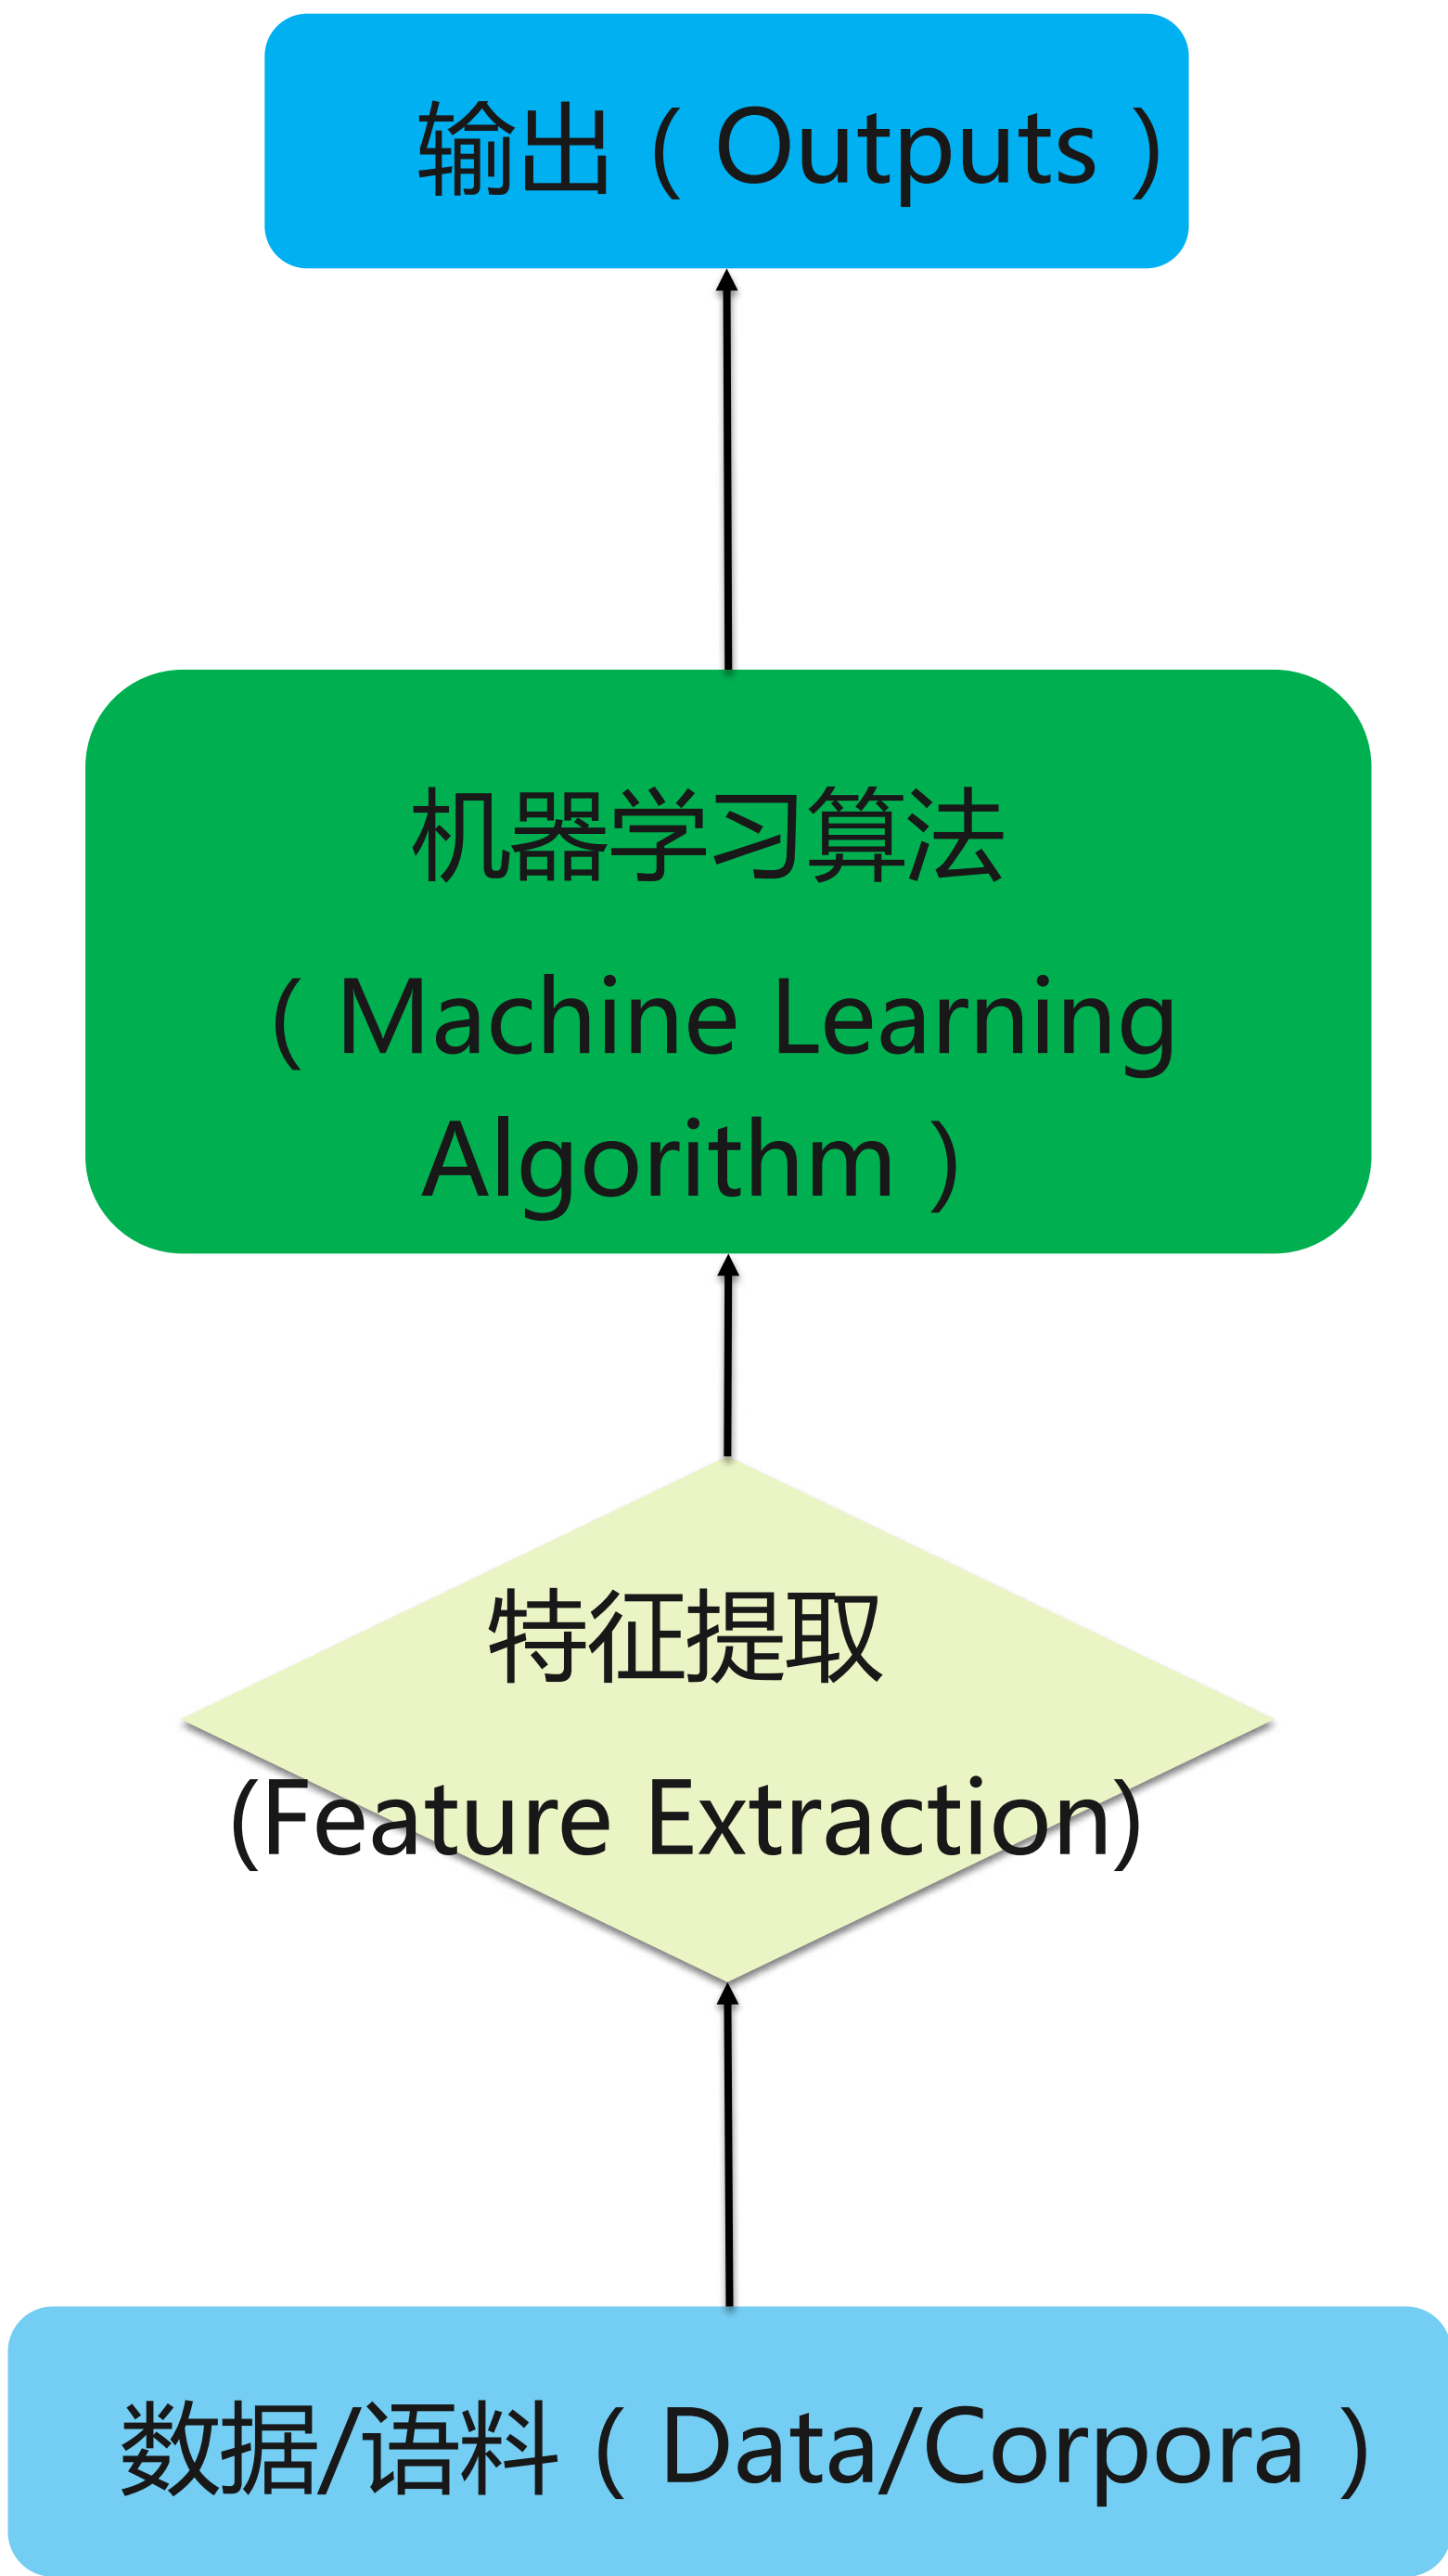 输出（Outputs）
机器学习算法
（Machine Learning
Algorithm）
特征提取
(Feature Extraction)
数据/语料（Data/Corpora）